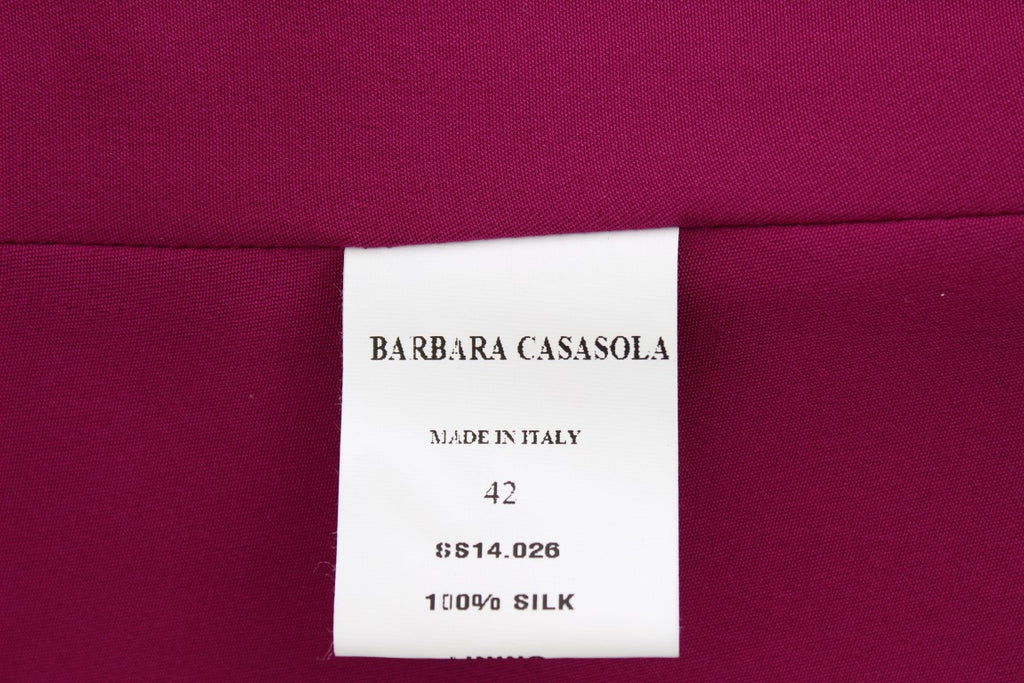 BARBARA CASASOLA
MADE IN ITALY
42
SS14.026
100% SILK